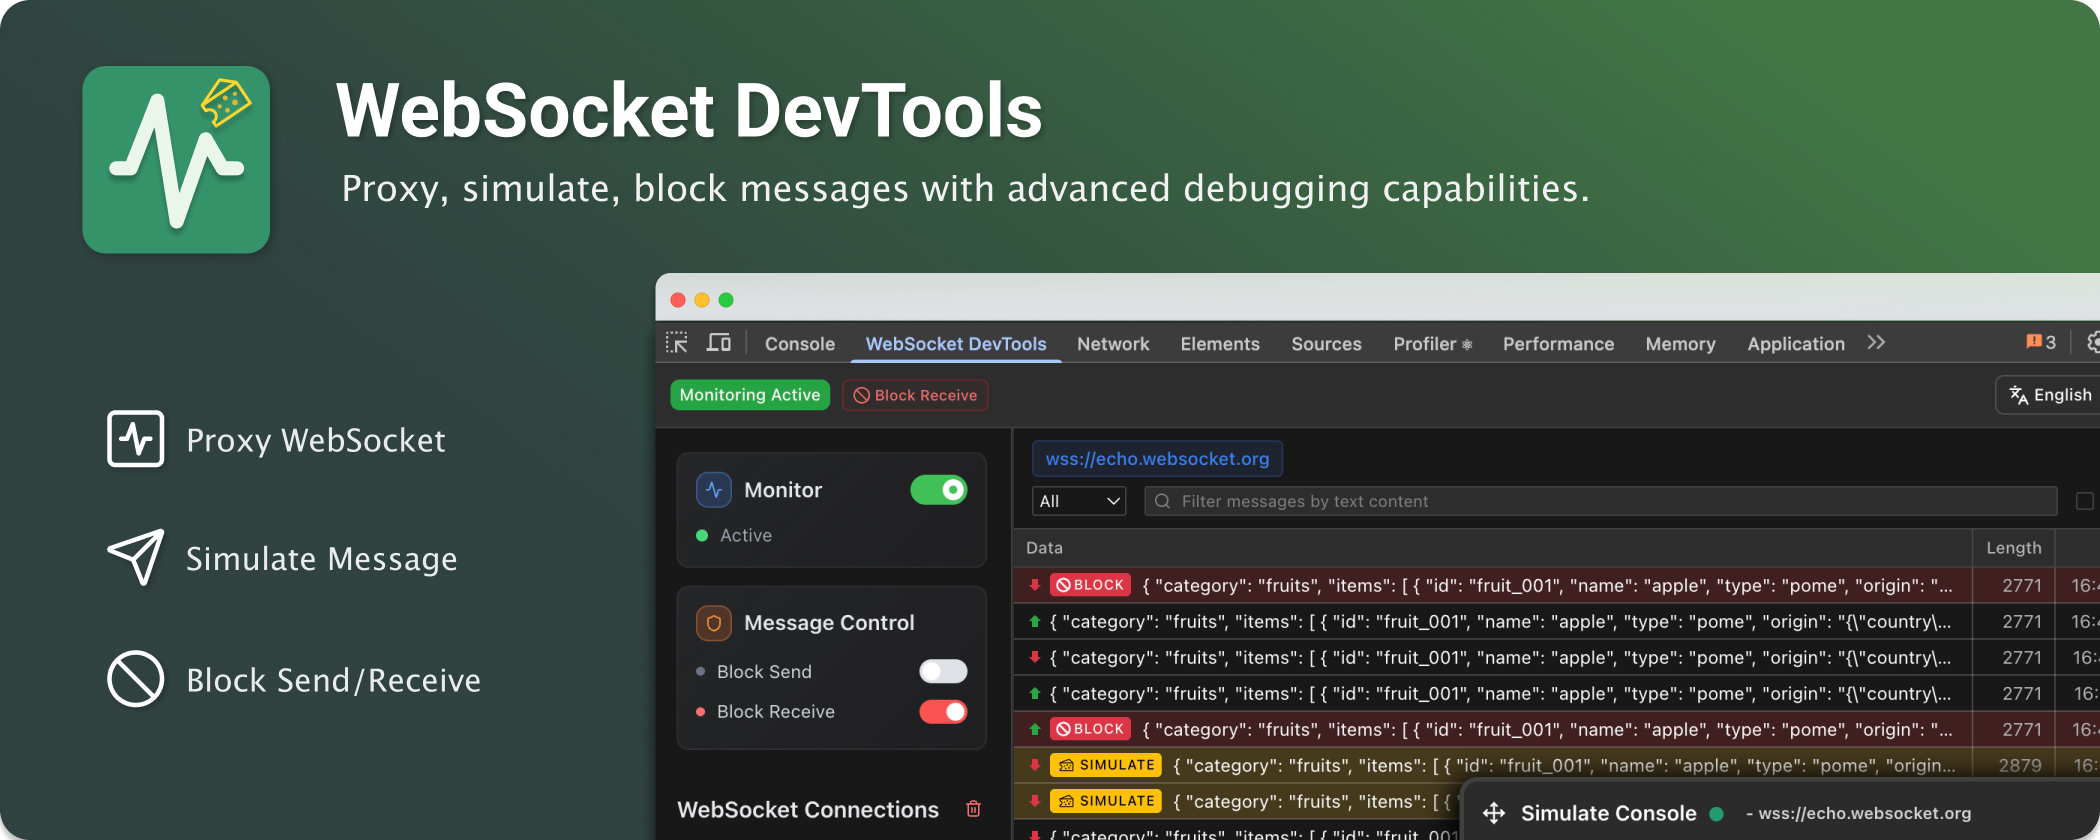 WebSocket DevTools
Proxy, simulate, block messages with advanced debugging capabilities.
Proxy WebSocket
Simulate Message
Block Send/Receive
Console WebSocket DevTools Network Elements Sources Profiler Performance Memory Application 3
Monitoring Active Block Receive English
Monitor
Active
Message Control
Block Send
Block Receive
WebSocket Connections
wss://echo.websocket.org
All Filter messages by text content
Data Length
BLOCK { "category": "fruits", "items": [ { "id": "fruit_001", "name": "apple", "type": "pome", "origin": "... 2771 16:
{ "category": "fruits", "items": [ { "id": "fruit_001", "name": "apple", "type": "pome", "origin": "{\"country\... 2771 16:
{ "category": "fruits", "items": [ { "id": "fruit_001", "name": "apple", "type": "pome", "origin": "{\"country\... 2771 16:
{ "category": "fruits", "items": [ { "id": "fruit_001", "name": "apple", "type": "pome", "origin": "{\"country\... 2771 16:
BLOCK { "category": "fruits", "items": [ { "id": "fruit_001", "name": "apple", "type": "pome", "origin": "... 2771 16:
SIMULATE { "category": "fruits", "items": [ { "id": "fruit_001", "name": "apple", "type": "pome", "origin... 2879 16:
SIMULATE { "category": "fruits", "items": [ {
{ "category": "fruits", "items": [ { "id": "fruit_001
Simulate Console - wss://echo.websocket.org